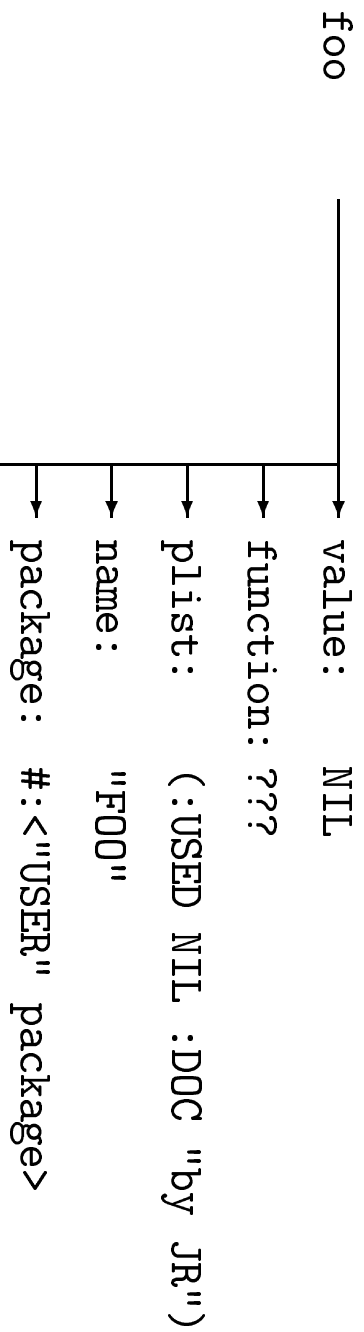 foo
value: NIL
function: ???
plist: (:USED NIL :DOC "by JR")
name: "FOO"
package: #:<"USER" package>